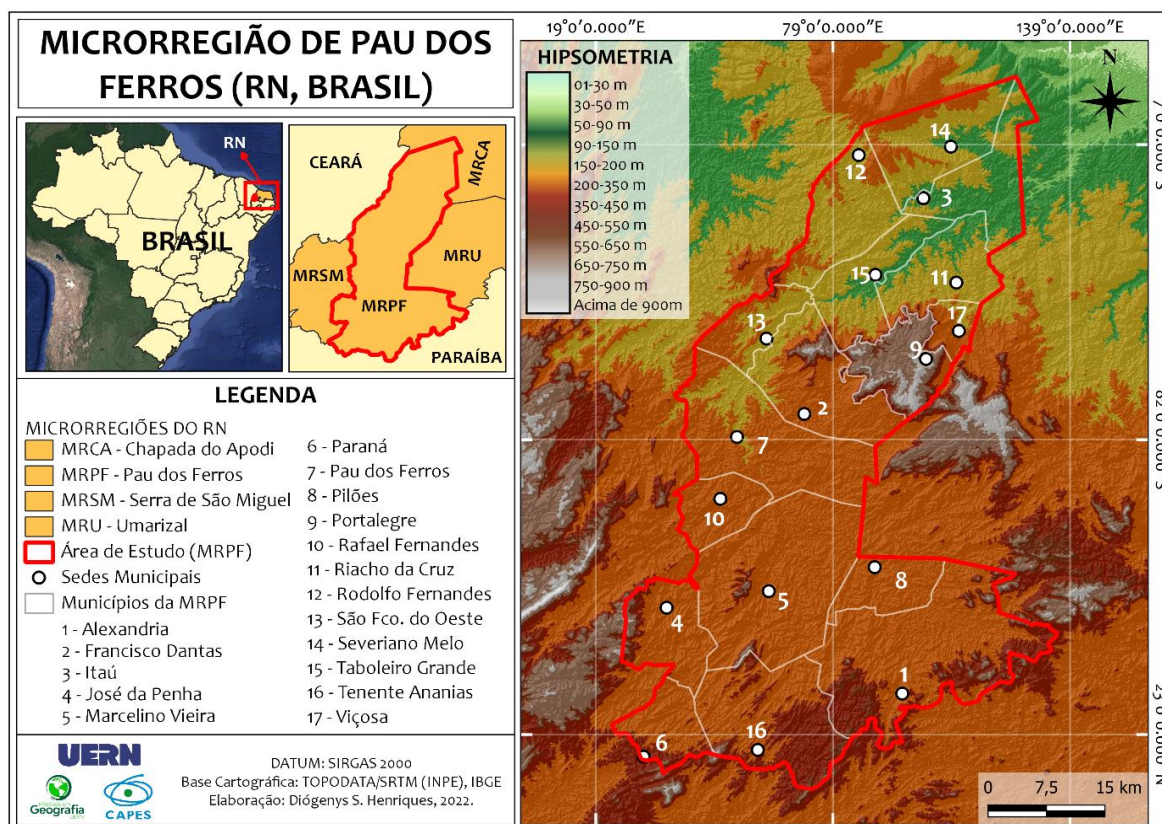 MICRORREGIÃO DE PAU DOS
FERROS (RN, BRASIL)
RN
BRASIL
CEARÁ
MRCA
MRU
MRSM
MRPF
PARAÍBA
LEGENDA
MICRORREGIÕES DO RN
MRCA - Chapada do Apodi
MRPF - Pau dos Ferros
MRSM - Serra de São Miguel
MRU - Umarizal
Área de Estudo (MRPF)
Sedes Municipais
Municípios da MRPF
1 - Alexandria
2 - Francisco Dantas
3 - Itaú
4 - José da Penha
5 - Marcelino Vieira
6 - Paraná
7 - Pau dos Ferros
8 - Pilões
9 - Portalegre
10 - Rafael Fernandes
11 - Riacho da Cruz
12 - Rodolfo Fernandes
13 - São Fco. do Oeste
14 - Severiano Melo
15 - Taboleiro Grande
16 - Tenente Ananias
17 - Viçosa
UERN
Geografia
CAPES
DATUM: SIRGAS 2000
Base Cartográfica: TOPODATA/SRTM (INPE), IBGE
Elaboração: Diógenys S. Henriques, 2022.
19°0'0.000"E
79°0'0.000"E
139°0'0.000"E
HIPSOMETRIA
01-30 m
30-50 m
50-90 m
90-150 m
150-200 m
200-350 m
350-450 m
450-550 m
550-650 m
650-750 m
750-900 m
Acima de 900m
N
14
12
3
15
11
17
13
9
2
7
10
8
5
4
1
6
16
0 7,5 15 km